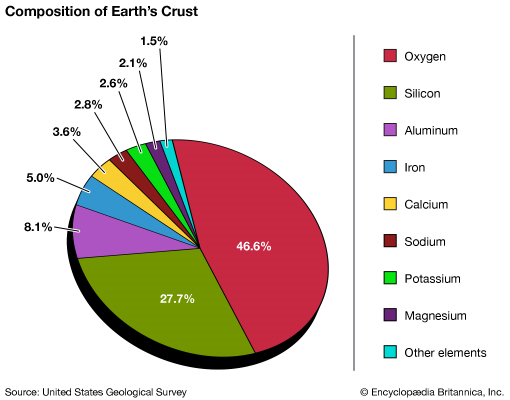 Composition of Earth's Crust
1.5%
2.1%
2.6%
2.8%
3.6%
5.0%
8.1%
46.6%
27.7%
Oxygen
Silicon
Aluminum
Iron
Calcium
Sodium
Potassium
Magnesium
Other elements
Source: United States Geological Survey
© Encyclopædia Britannica, Inc.